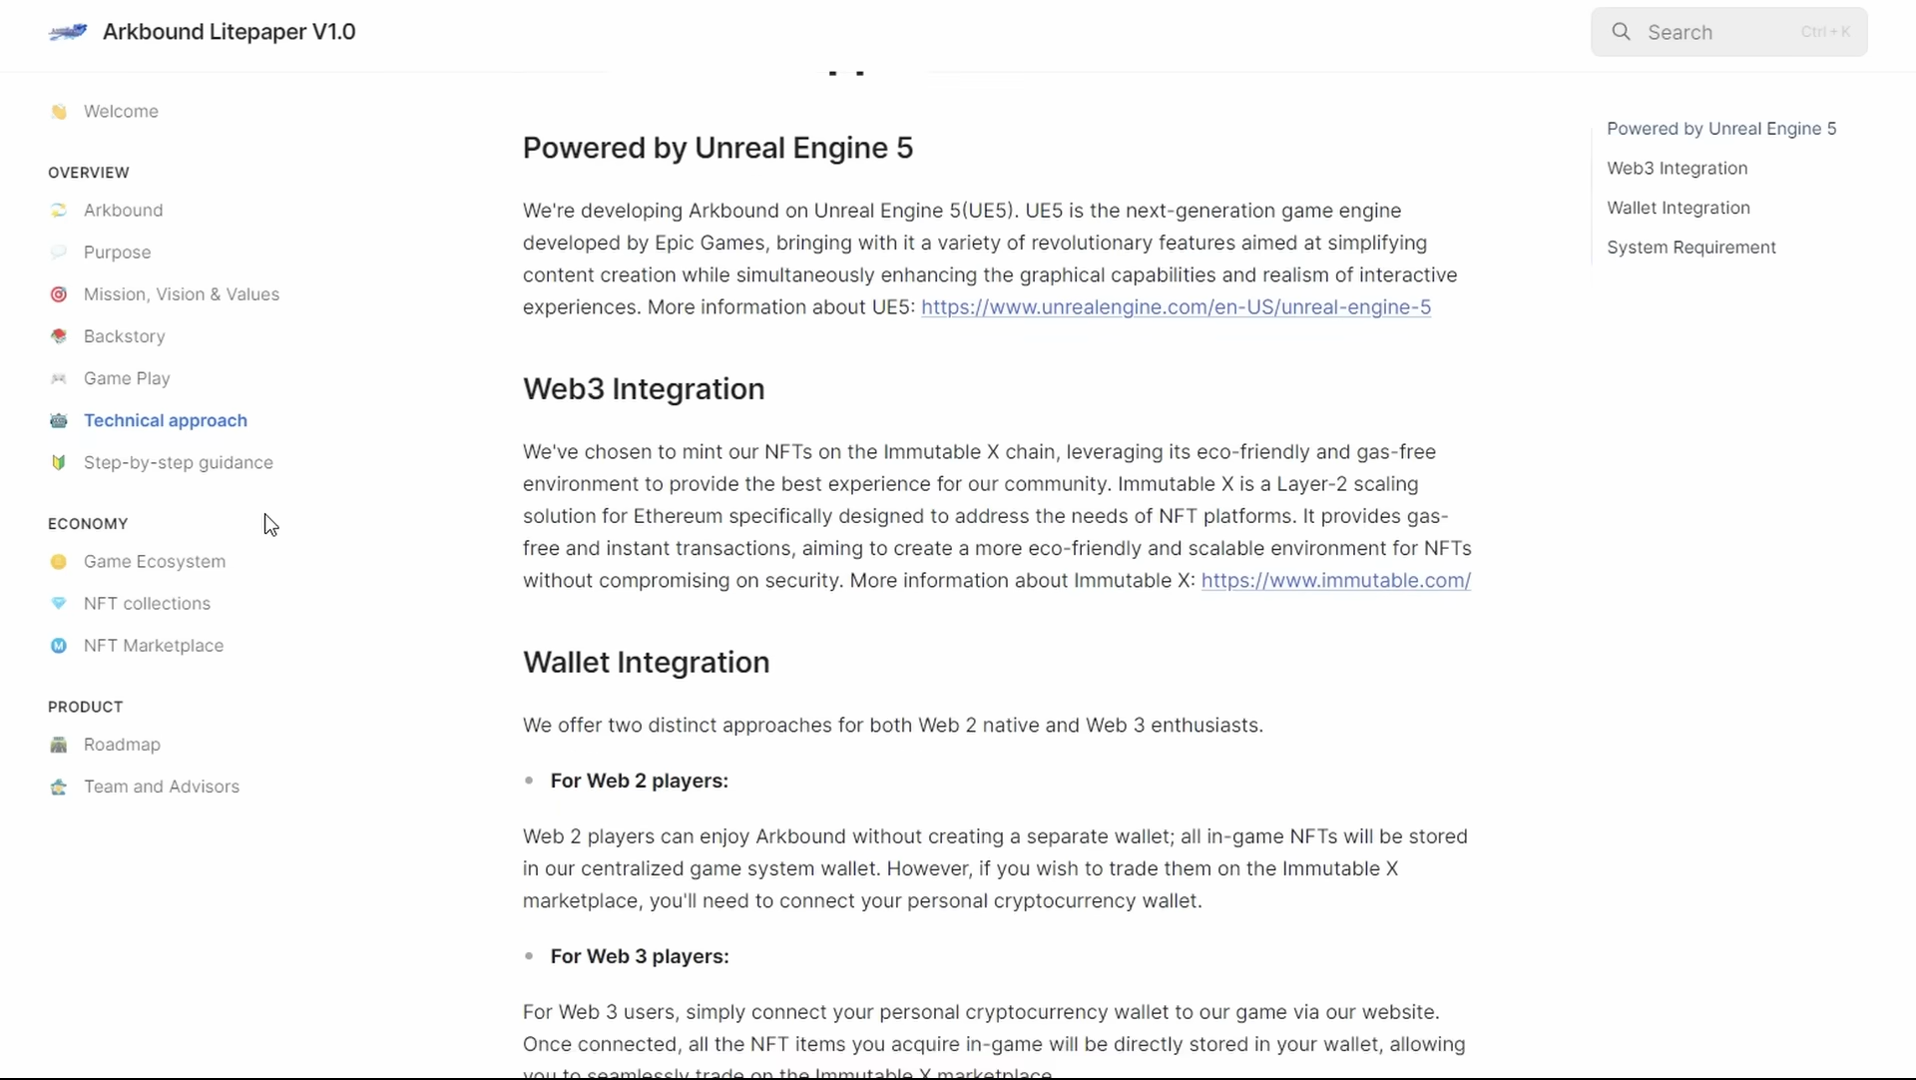 Arkbound Litepaper V1.0
Search
Ctrl + K
Welcome
OVERVIEW
Arkbound
Purpose
Mission, Vision & Values
Backstory
Game Play
Technical approach
Step-by-step guidance
ECONOMY
Game Ecosystem
NFT collections
NFT Marketplace
PRODUCT
Roadmap
Team and Advisors
Powered by Unreal Engine 5
We're developing Arkbound on Unreal Engine 5(UE5). UE5 is the next-generation game engine
developed by Epic Games, bringing with it a variety of revolutionary features aimed at simplifying
content creation while simultaneously enhancing the graphical capabilities and realism of interactive
experiences. More information about UE5: https://www.unrealengine.com/en-US/unreal-engine-5
Web3 Integration
We've chosen to mint our NFTs on the Immutable X chain, leveraging its eco-friendly and gas-free
environment to provide the best experience for our community. Immutable X is a Layer-2 scaling
solution for Ethereum specifically designed to address the needs of NFT platforms. It provides gas-
free and instant transactions, aiming to create a more eco-friendly and scalable environment for NFTs
without compromising on security. More information about Immutable X: https://www.immutable.com/
Wallet Integration
We offer two distinct approaches for both Web 2 native and Web 3 enthusiasts.
• For Web 2 players:
Web 2 players can enjoy Arkbound without creating a separate wallet; all in-game NFTs will be stored
in our centralized game system wallet. However, if you wish to trade them on the Immutable X
marketplace, you'll need to connect your personal cryptocurrency wallet.
• For Web 3 players:
For Web 3 users, simply connect your personal cryptocurrency wallet to our game via our website.
Once connected, all the NFT items you acquire in-game will be directly stored in your wallet, allowing
you to seamlessly trade on the Immutable X marketplace.
Powered by Unreal Engine 5
Web3 Integration
Wallet Integration
System Requirement